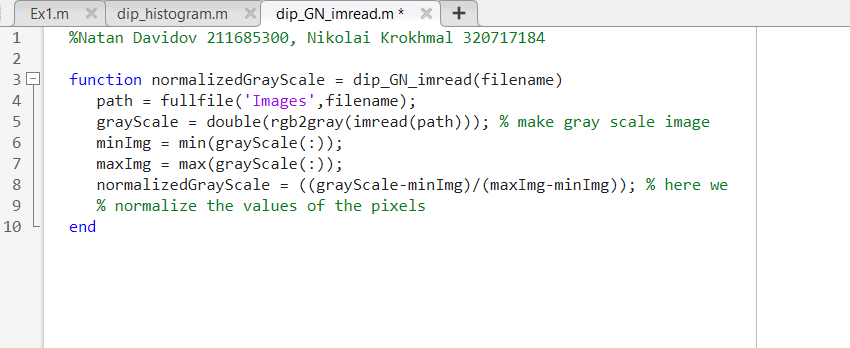 Ex1.m × dip_histogram.m × dip_GN_imread.m * × +
1 %Natan Davidov 211685300, Nikolai Krokhmal 320717184
2
3 function normalizedGrayScale = dip_GN_imread(filename)
4 path = fullfile('Images',filename);
5 grayScale = double(rgb2gray(imread(path))); % make gray scale image
6 minImg = min(grayScale(:));
7 maxImg = max(grayScale(:));
8 normalizedGrayScale = ((grayScale-minImg)/(maxImg-minImg)); % here we
9 % normalize the values of the pixels
10 end